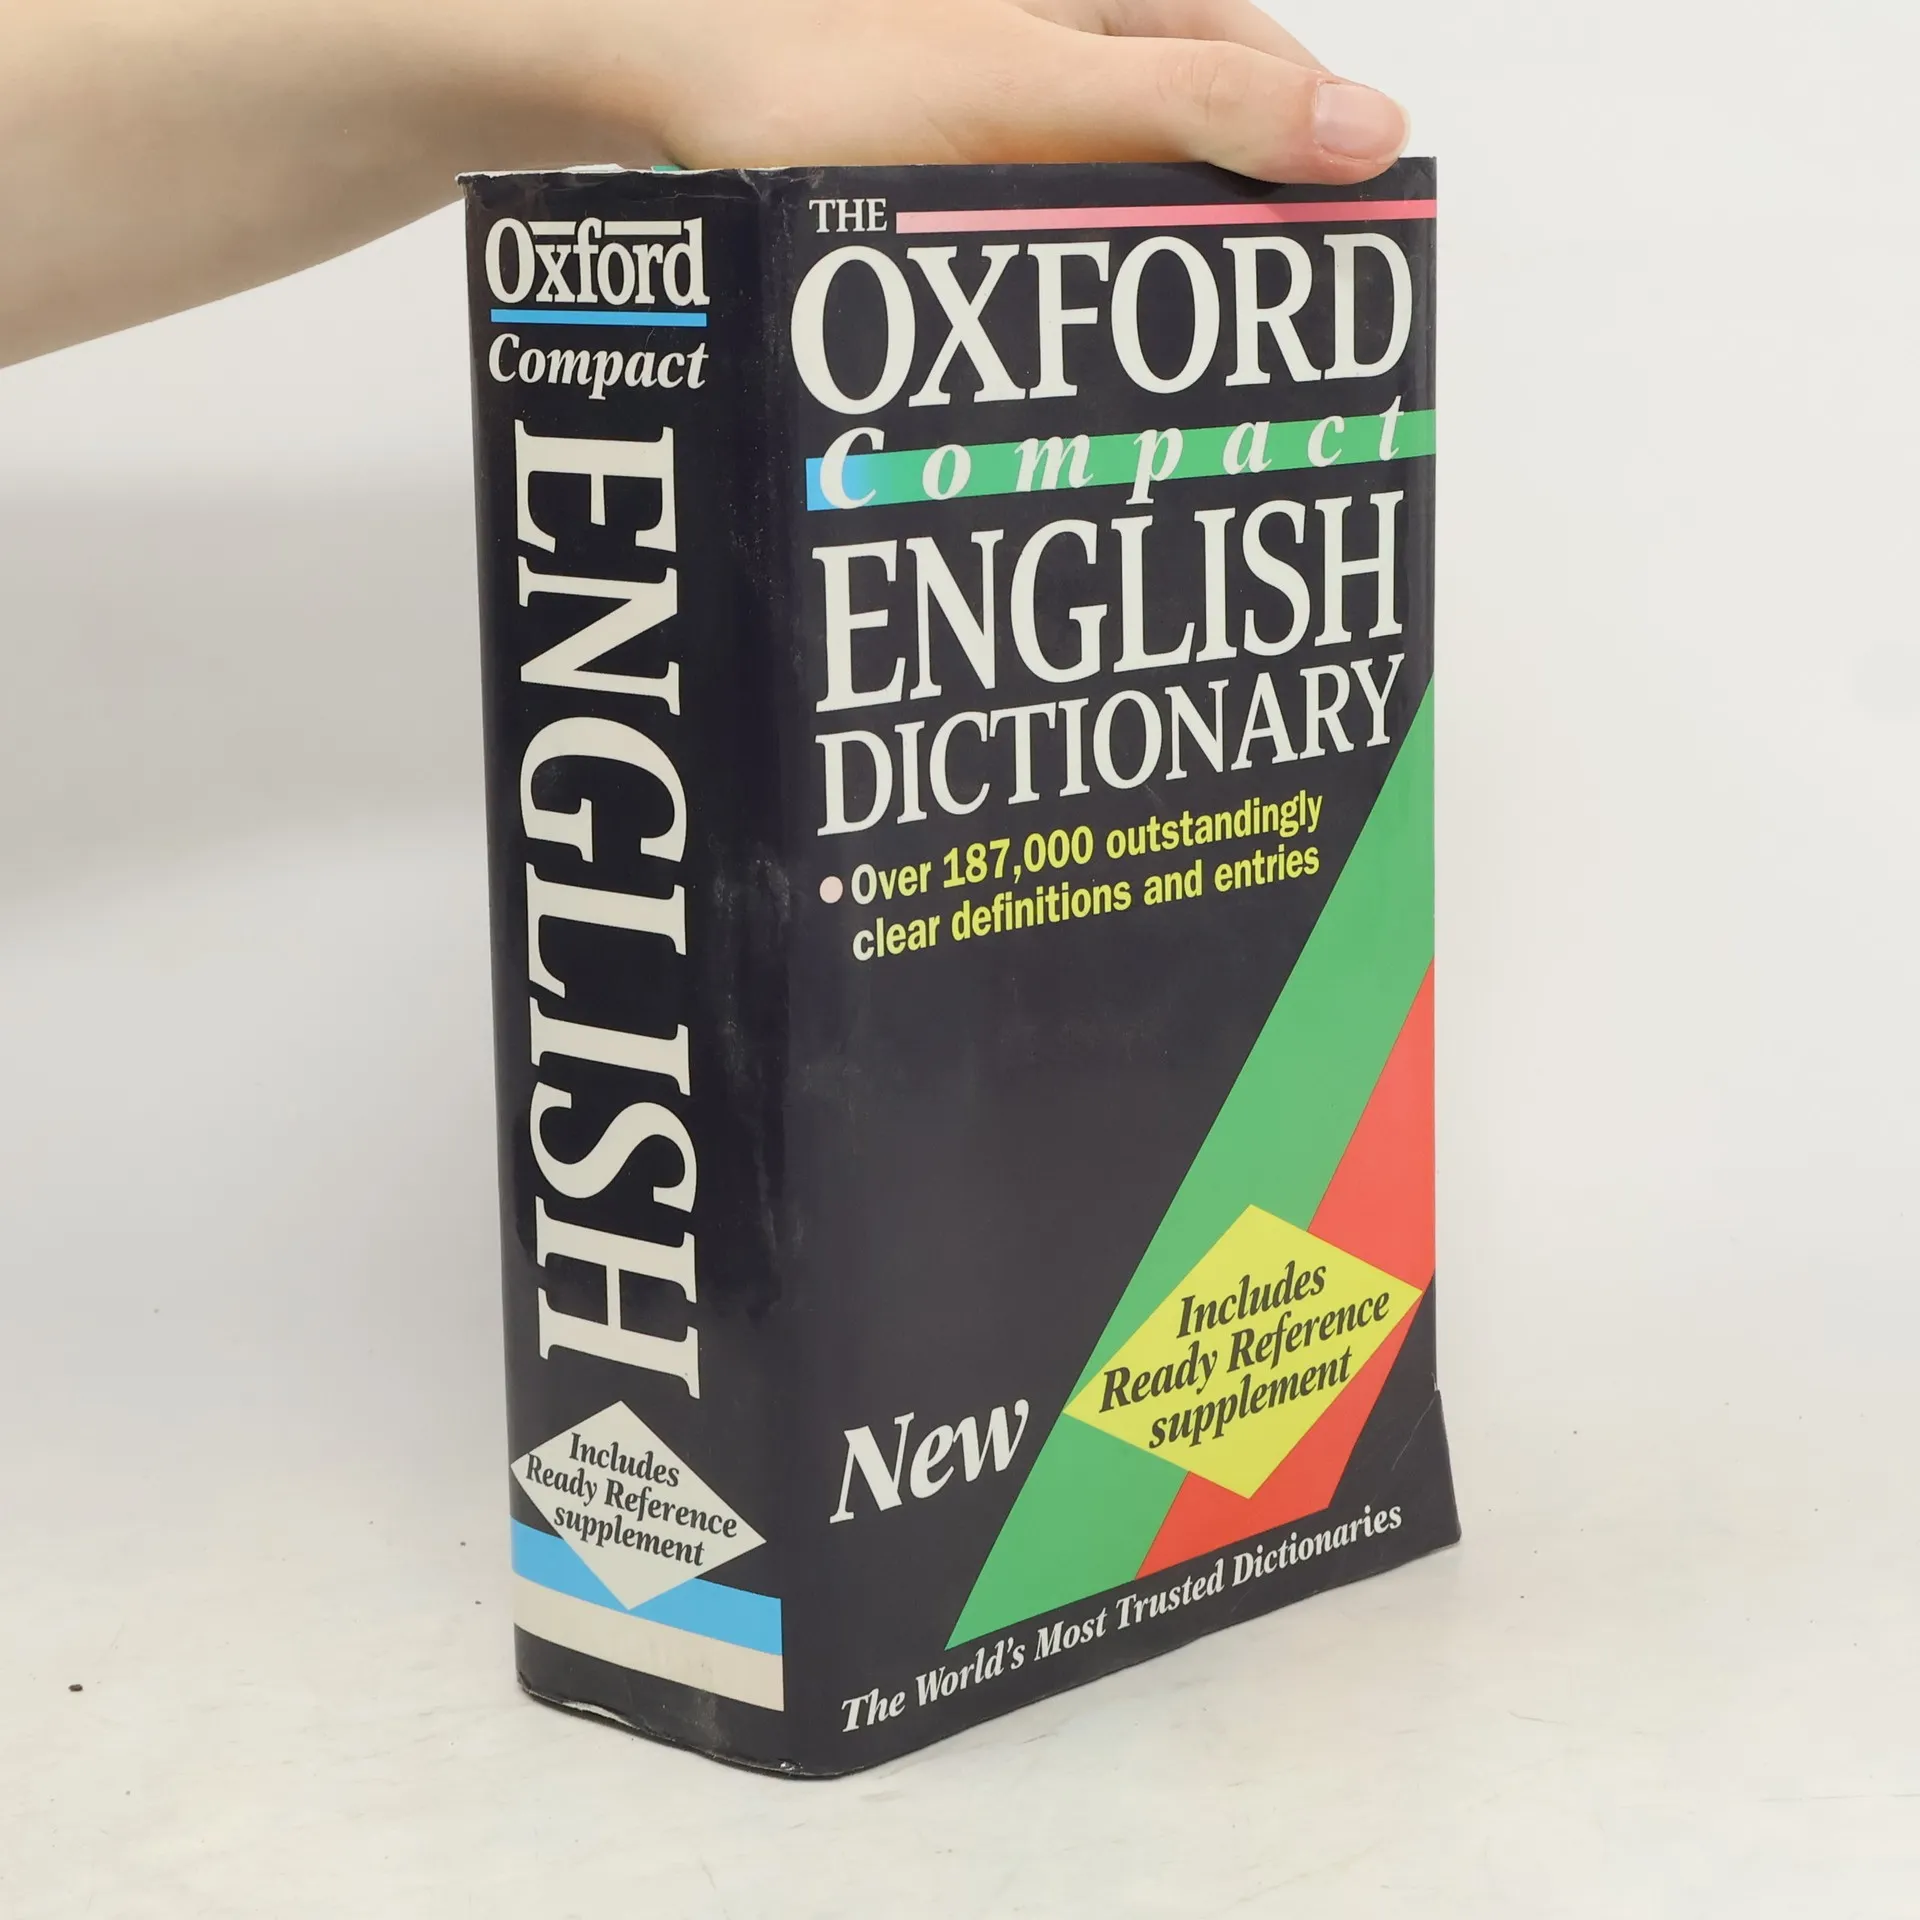 Oxford
Compact
ENGLISH
Includes
Ready Reference
supplement
THE
OXFORD
Compact
ENGLISH
DICTIONARY
• Over 187,000 outstandingly
clear definitions and entries
New
Includes
Ready Reference
supplement
The World's Most Trusted Dictionaries